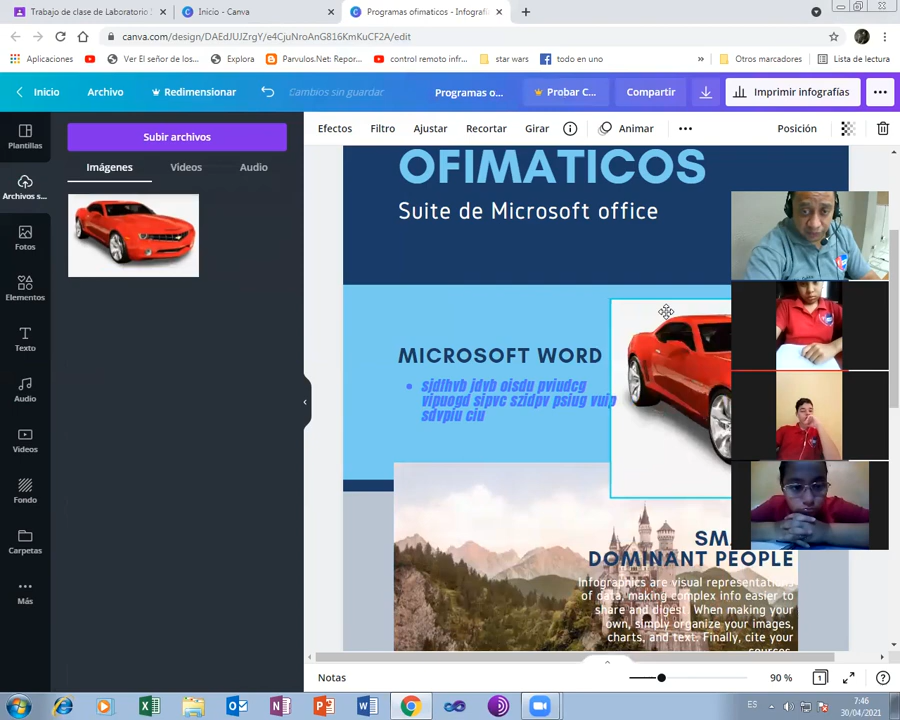 Trabajo de clase de Laboratorio
Inicio - Canva
Programas ofimaticos - Infografí
canva.com/design/DAEdJUJZrgY/e4CjuNroAnG816KmKuCF2A/edit
Aplicaciones
Ver El señor de los...
Explora
Parvulos.Net: Repor...
control remoto infr...
star wars
todo en uno
»
Otros marcadores
Lista de lectura
Inicio
Archivo
Redimensionar
Cambios sin guardar
Programas o...
Probar C...
Compartir
Imprimir infografías
Plantillas
Archivos s...
Fotos
Elementos
Texto
Audio
Videos
Fondo
Carpetas
Más
Subir archivos
Imágenes
Videos
Audio
Efectos
Filtro
Ajustar
Recortar
Girar
Animar
Posición
OFIMATICOS
Suite de Microsoft office
MICROSOFT WORD
sjdfhvb jdvb oisdu pviudcg
vipuogd sipvc szidpv psiug vuip
sdvpiu ciu
DOMINANT PEOPLE
Infographics are visual representations
of data, making complex info easier to
share and digest. When making your
own, simply organize your images,
charts, and text. Finally, cite your
sources.
Notas
90 %
1
ES
7:46
30/04/2021